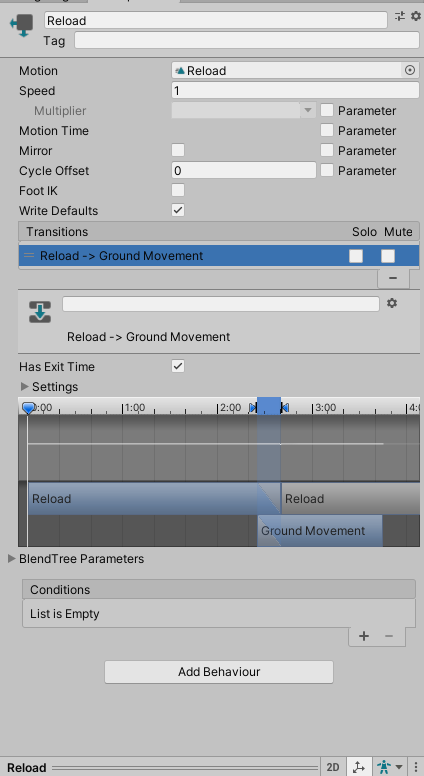 Reload
Tag
Motion Reload
Speed 1
Multiplier Parameter
Motion Time Parameter
Mirror Parameter
Cycle Offset 0 Parameter
Foot IK
Write Defaults
Transitions Solo Mute
Reload -> Ground Movement
Reload -> Ground Movement
Has Exit Time
Settings
0:00 1:00 2:00 3:00 4:0
Reload Reload
Ground Movement
BlendTree Parameters
Conditions
List is Empty
Add Behaviour
Reload 2D